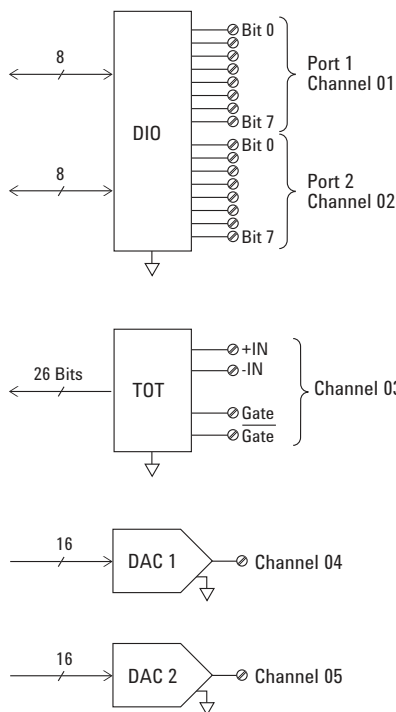 8
DIO
Bit 0
Bit 7
Port 1
Channel 01
8
Bit 0
Bit 7
Port 2
Channel 02
26 Bits
TOT
+IN
-IN
Gate
Gate
Channel 03
16
DAC 1
Channel 04
16
DAC 2
Channel 05